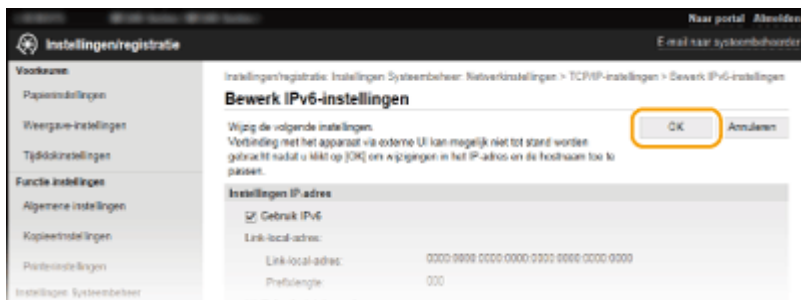 Naar portal Afmelden
Instellingen/registratie
E-mail naar systeembeheerder
Voorkeuren
Papierinstellingen
Weergave-instellingen
Tijdklokinstellingen
Functie instellingen
Algemene instellingen
Kopieerinstellingen
Printerinstellingen
Instellingen Systeembeheer
Instellingen/registratie: Instellingen Systeembeheer: Netwerkinstellingen > TCP/IP-instellingen > Bewerk IPv6-instellingen
Bewerk IPv6-instellingen
Wijzig de volgende instellingen.
Verbinding met het apparaat via externe UI kan mogelijk niet tot stand worden
gebracht nadat u klikt op [OK] om wijzigingen in het IP-adres en de hostnaam toe te
passen.
OK
Annuleren
Instellingen IP-adres
Gebruik IPv6
Link-local-adres:
Link-local-adres: 0000:0000:0000:0000:0000:0000:0000:0000
Prefixlengte: 000